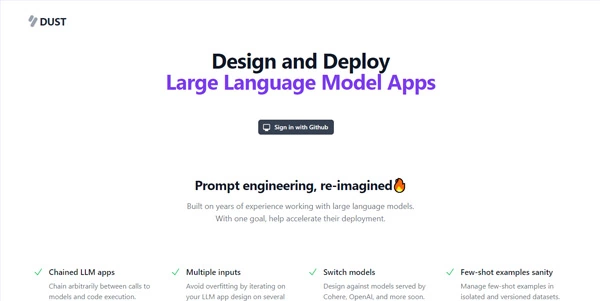 DUST
Design and Deploy
Large Language Model Apps
Sign in with Github
Prompt engineering, re-imagined🔥
Built on years of experience working with large language models.
With one goal, help accelerate their deployment.
Chained LLM apps
Chain arbitrarily between calls to
models and code execution.
Multiple inputs
Avoid overfitting by iterating on
your LLM app design on several
Switch models
Design against models served by
Cohere, OpenAI, and more soon.
Few-shot examples sanity
Manage few-shot examples in
isolated and versioned datasets.